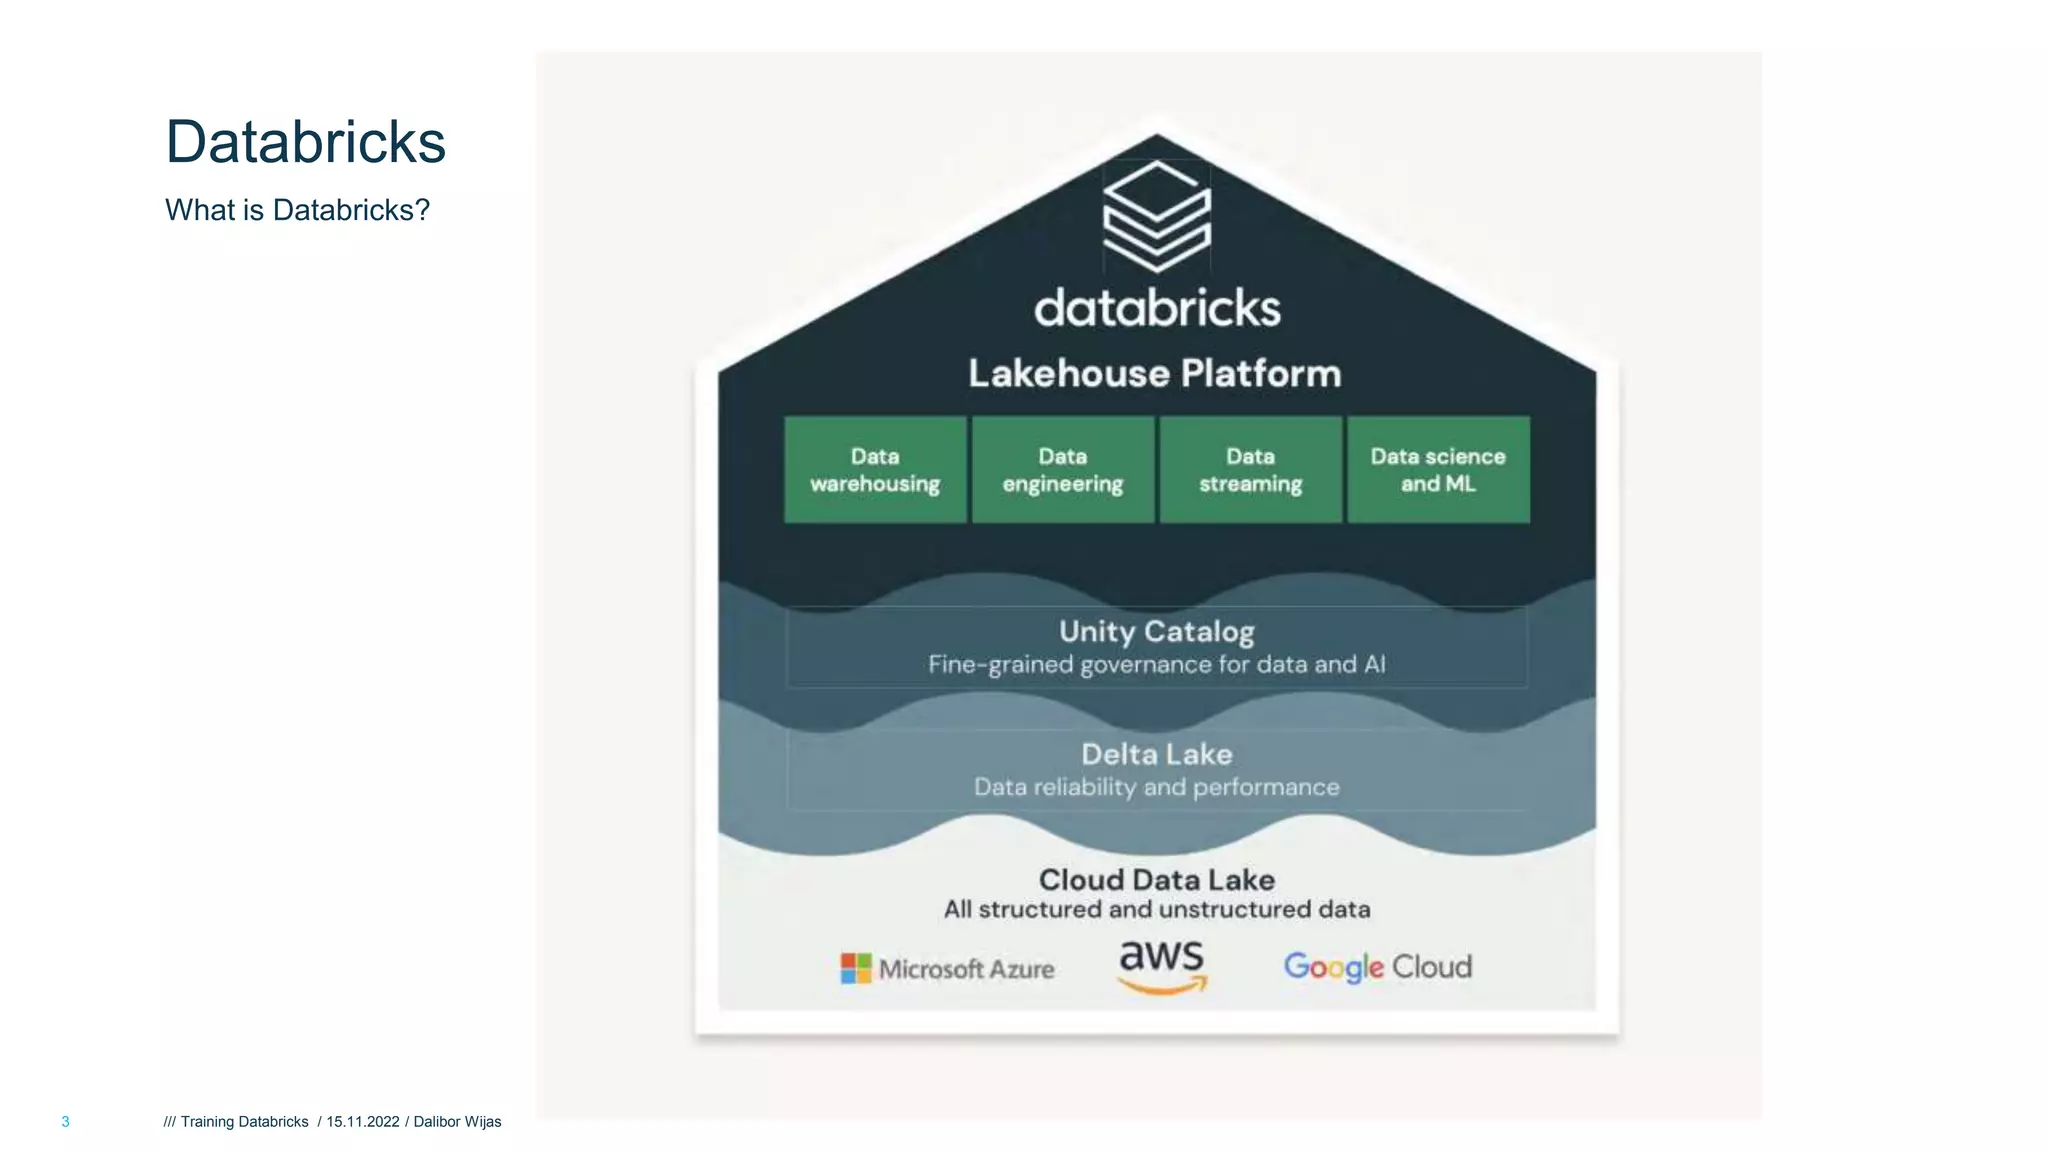 Databricks
What is Databricks?
databricks
Lakehouse Platform
Data
warehousing
Data
engineering
Data
streaming
Data science
and ML
Unity Catalog
Fine-grained governance for data and AI
Delta Lake
Data reliability and performance
Cloud Data Lake
All structured and unstructured data
Microsoft Azure
aws
Google Cloud
3
/// Training Databricks / 15.11.2022 / Dalibor Wijas